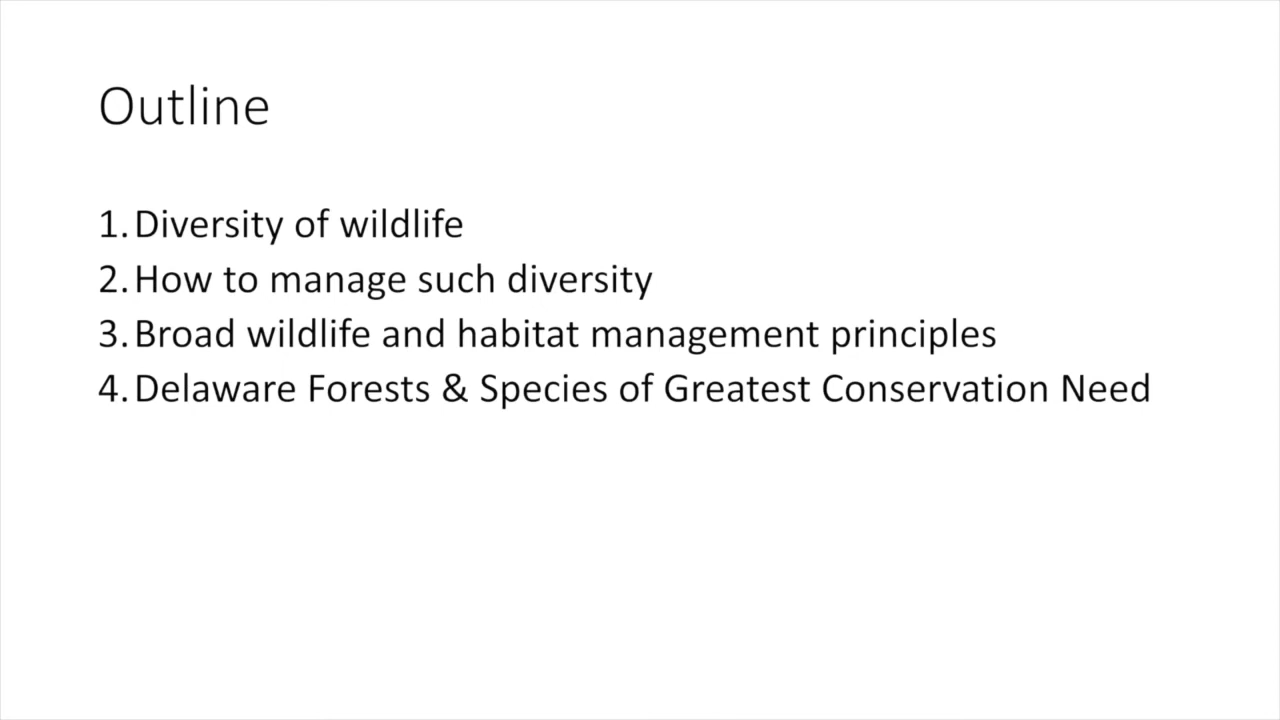 Outline
1. Diversity of wildlife
2. How to manage such diversity
3. Broad wildlife and habitat management principles
4. Delaware Forests & Species of Greatest Conservation Need